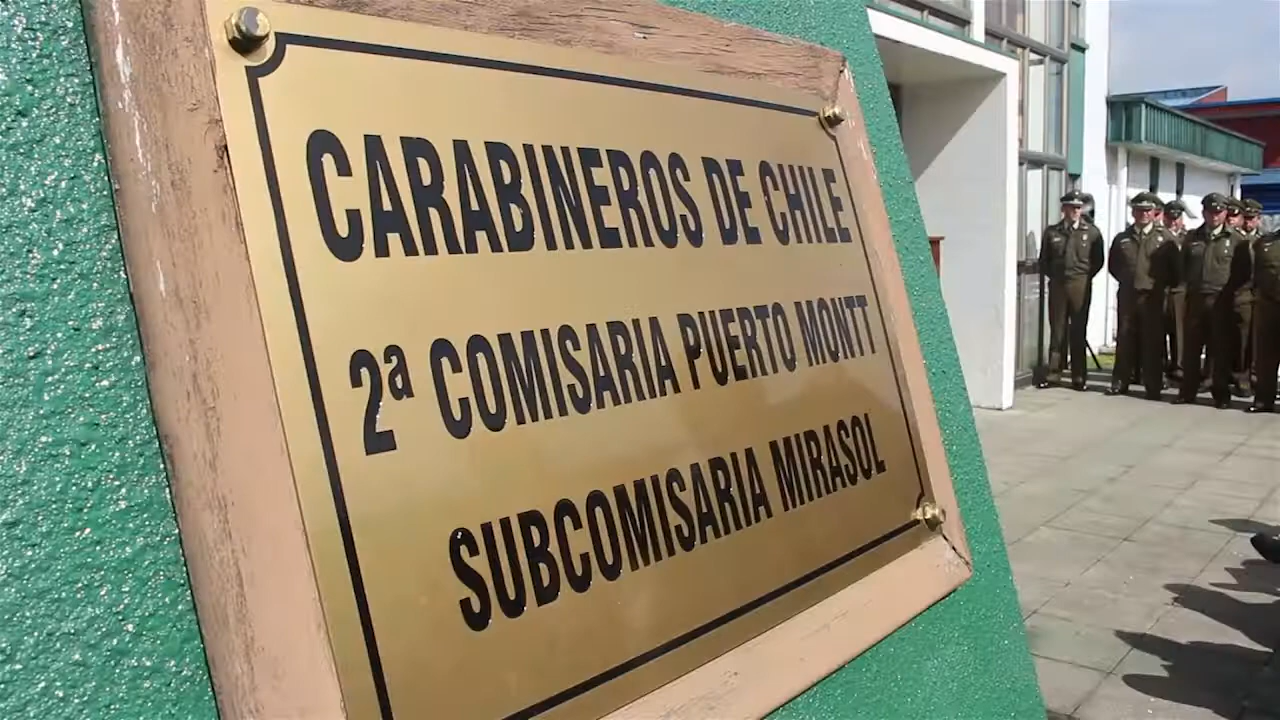 CARABINEROS DE CHILE
2ª COMISARIA PUERTO MONTT
SUBCOMISARIA MIRASOL